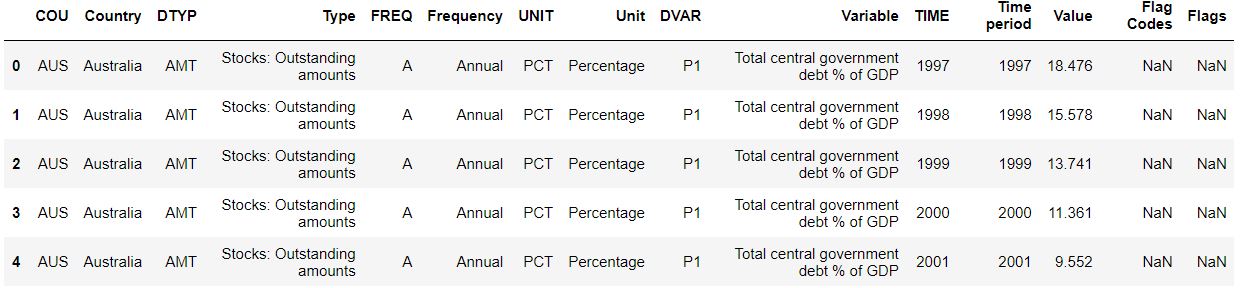 COU Country DTYP Type FREQ Frequency UNIT Unit DVAR Variable TIME Time period Value Flag Codes Flags
0 AUS Australia AMT Stocks: Outstanding amounts A Annual PCT Percentage P1 Total central government debt % of GDP 1997 1997 18.476 NaN NaN
1 AUS Australia AMT Stocks: Outstanding amounts A Annual PCT Percentage P1 Total central government debt % of GDP 1998 1998 15.578 NaN NaN
2 AUS Australia AMT Stocks: Outstanding amounts A Annual PCT Percentage P1 Total central government debt % of GDP 1999 1999 13.741 NaN NaN
3 AUS Australia AMT Stocks: Outstanding amounts A Annual PCT Percentage P1 Total central government debt % of GDP 2000 2000 11.361 NaN NaN
4 AUS Australia AMT Stocks: Outstanding amounts A Annual PCT Percentage P1 Total central government debt % of GDP 2001 2001 9.552 NaN NaN